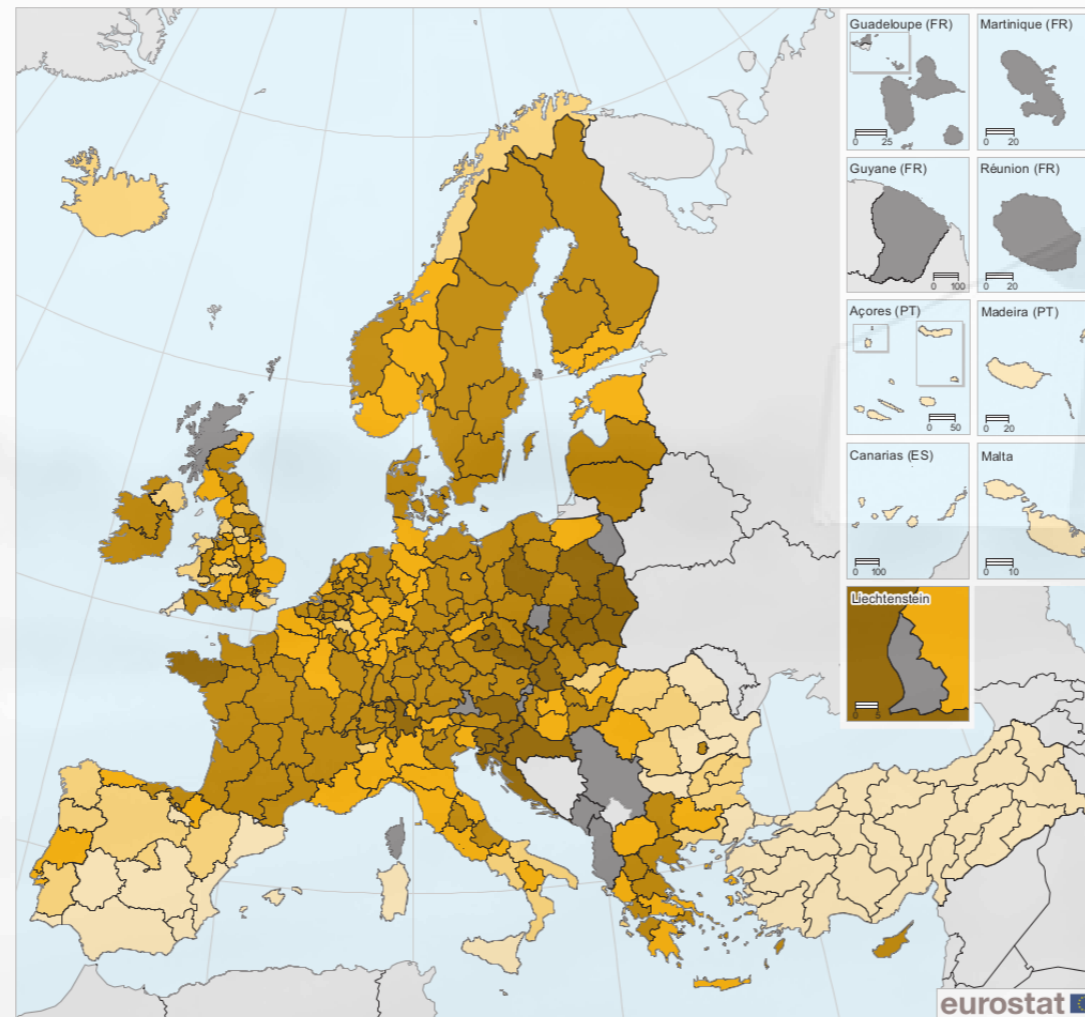 Guadeloupe (FR)
0 25
Martinique (FR)
0 20
Guyane (FR)
0 100
Réunion (FR)
0 20
Açores (PT)
0 50
Madeira (PT)
0 20
Canarias (ES)
0 100
Malta
0 10
Liechtenstein
0 5
eurostat